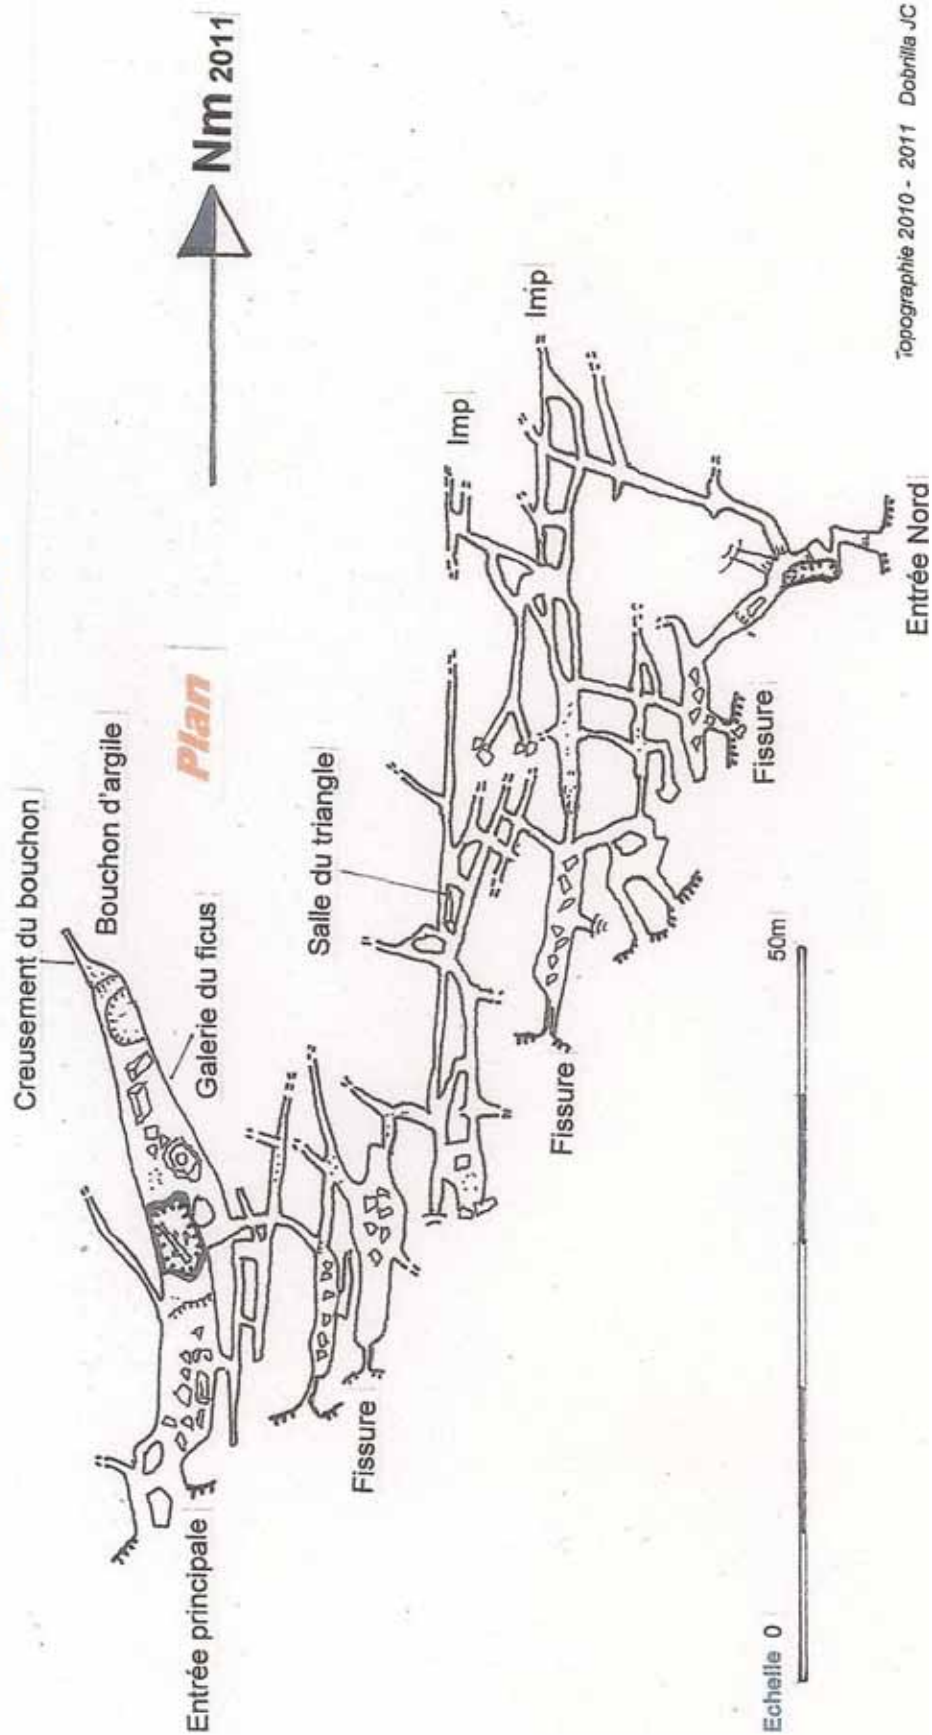 Creusement du bouchon
Bouchon d'argile
Plan
Nm 2011
Galerie du ficus
Salle du triangle
Imp
Imp
Entrée principale
Fissure
Fissure
Fissure
Entrée Nord
Echelle 0
50m
Topographie 2010 - 2011 Dobrilla JC